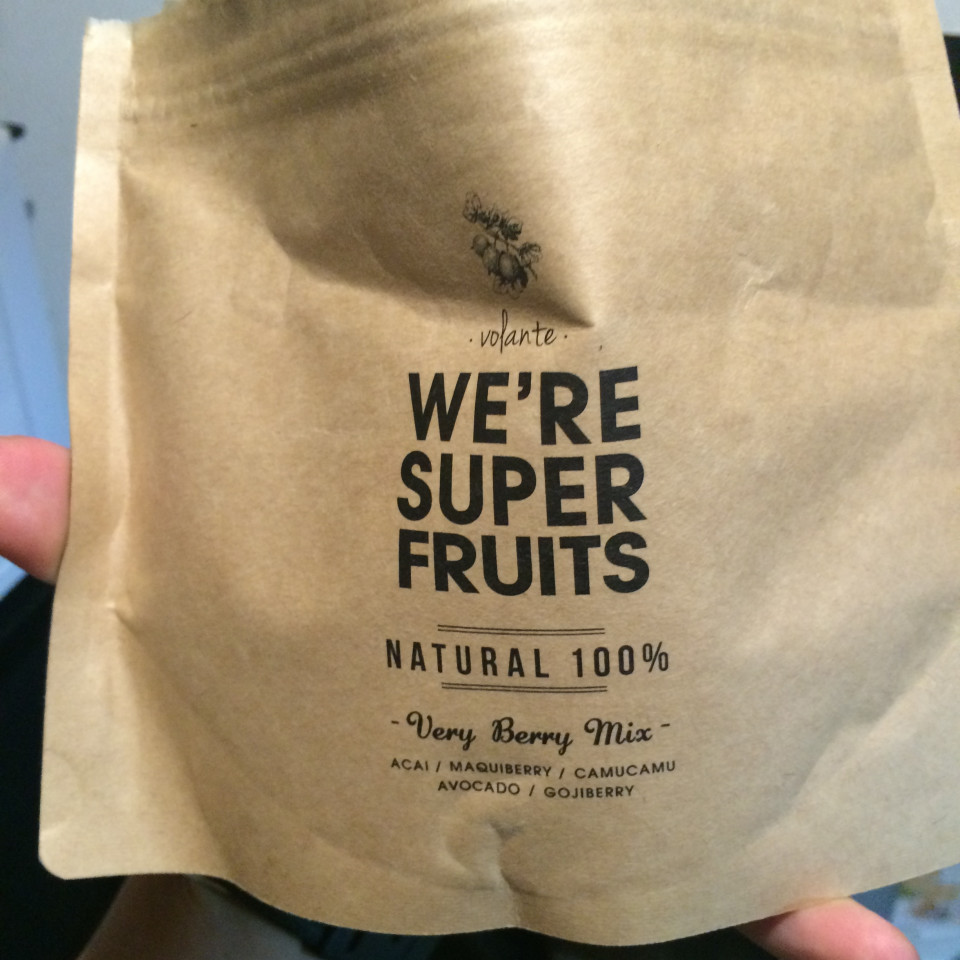 · volante ·
WE'RE
SUPER
FRUITS
NATURAL 100%
- Very Berry Mix -
ACAI / MAQUIBERRY / CAMUCAMU
AVOCADO / GOJIBERRY